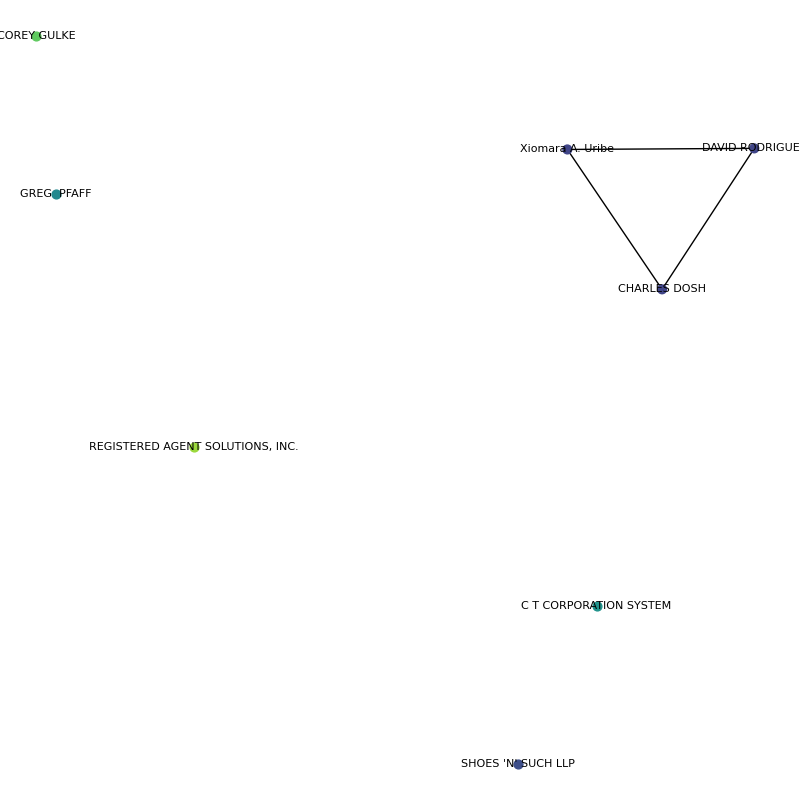 COREY GULKE
Xiomara A. Uribe
DAVID RODRIGUE
GREG PFAFF
CHARLES DOSH
REGISTERED AGENT SOLUTIONS, INC.
C T CORPORATION SYSTEM
SHOES 'N' SUCH LLP